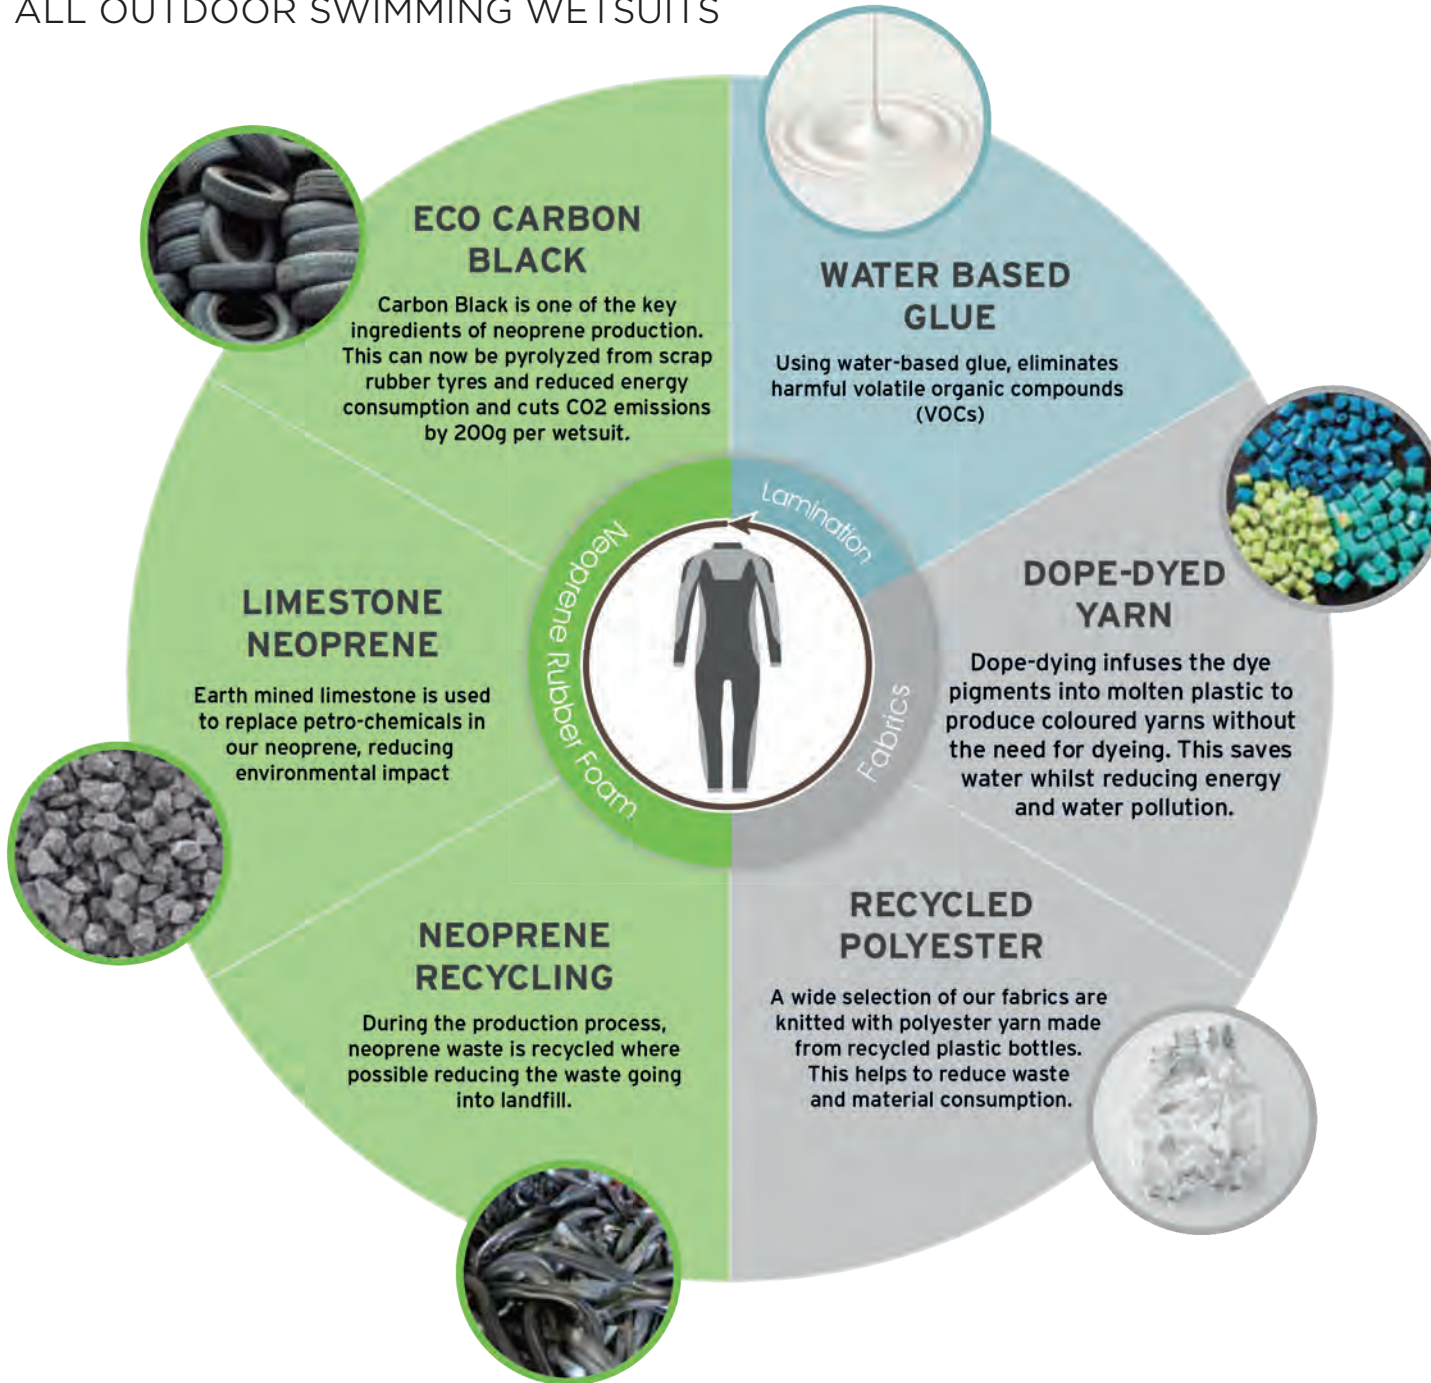 ALL OUTDOOR SWIMMING WETSUITS
ECO CARBON
BLACK
Carbon Black is one of the key
ingredients of neoprene production.
This can now be pyrolyzed from scrap
rubber tyres and reduced energy
consumption and cuts CO2 emissions
by 200g per wetsuit.
WATER BASED
GLUE
Using water-based glue, eliminates
harmful volatile organic compounds
(VOCs)
Lamination
Neoprene Rubber Foam
Fabrics
LIMESTONE
NEOPRENE
Earth mined limestone is used
to replace petro-chemicals in
our neoprene, reducing
environmental impact
DOPE-DYED
YARN
Dope-dying infuses the dye
pigments into molten plastic to
produce coloured yarns without
the need for dyeing. This saves
water whilst reducing energy
and water pollution.
NEOPRENE
RECYCLING
During the production process,
neoprene waste is recycled where
possible reducing the waste going
into landfill.
RECYCLED
POLYESTER
A wide selection of our fabrics are
knitted with polyester yarn made
from recycled plastic bottles.
This helps to reduce waste
and material consumption.